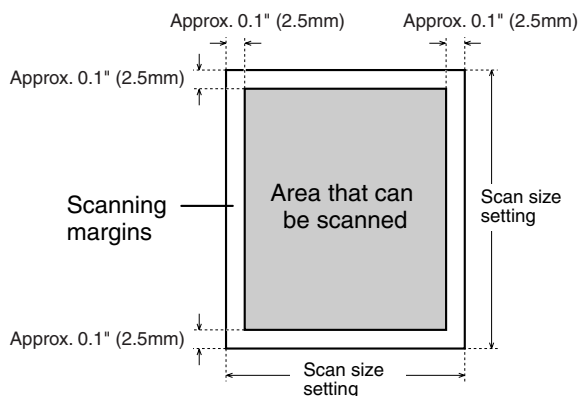 Approx. 0.1" (2.5mm)
Approx. 0.1" (2.5mm)
Approx. 0.1" (2.5mm)
Scanning
margins
Area that can
be scanned
Scan size
setting
Approx. 0.1" (2.5mm)
Scan size
setting